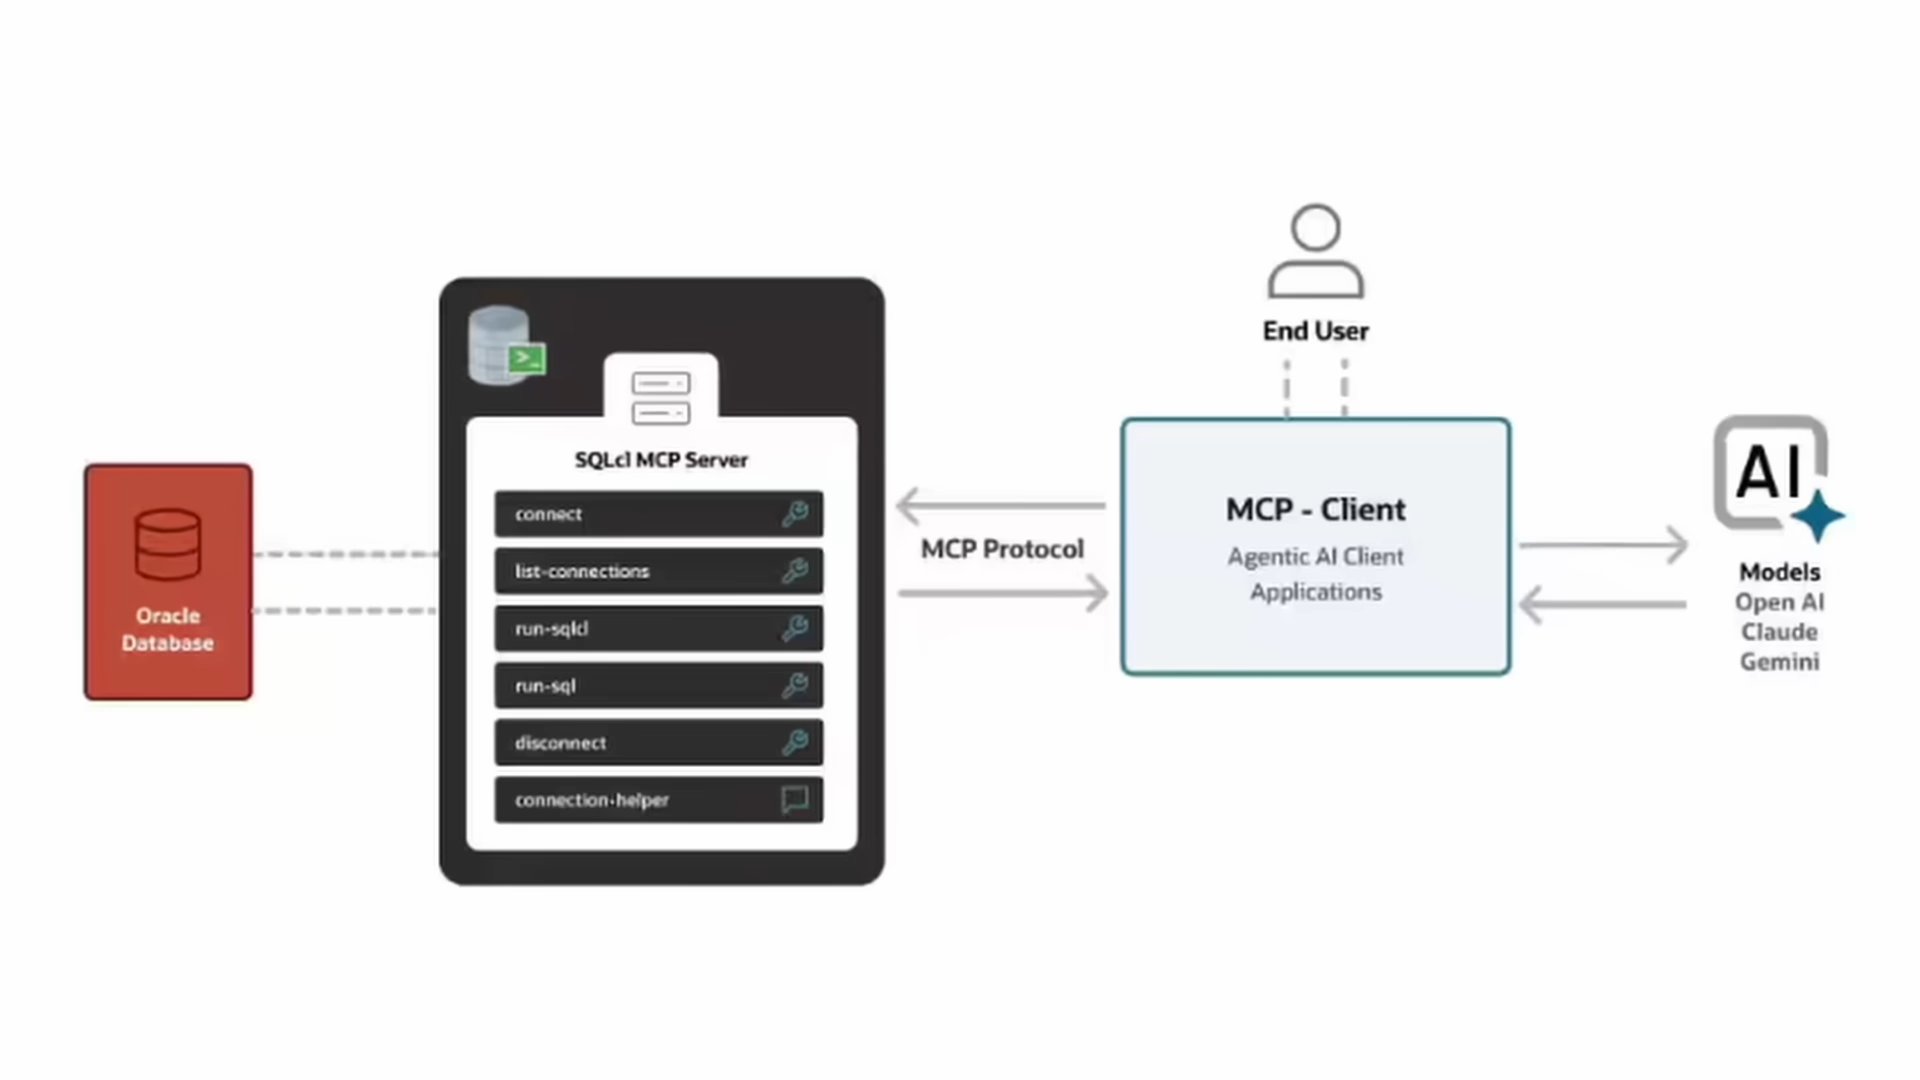 Oracle
Database
>_
SQLcl MCP Server
connect
list-connections
run-sqlcl
run-sql
disconnect
connection-helper
MCP Protocol
End User
MCP - Client
Agentic AI Client
Applications
AI
Models
Open AI
Claude
Gemini